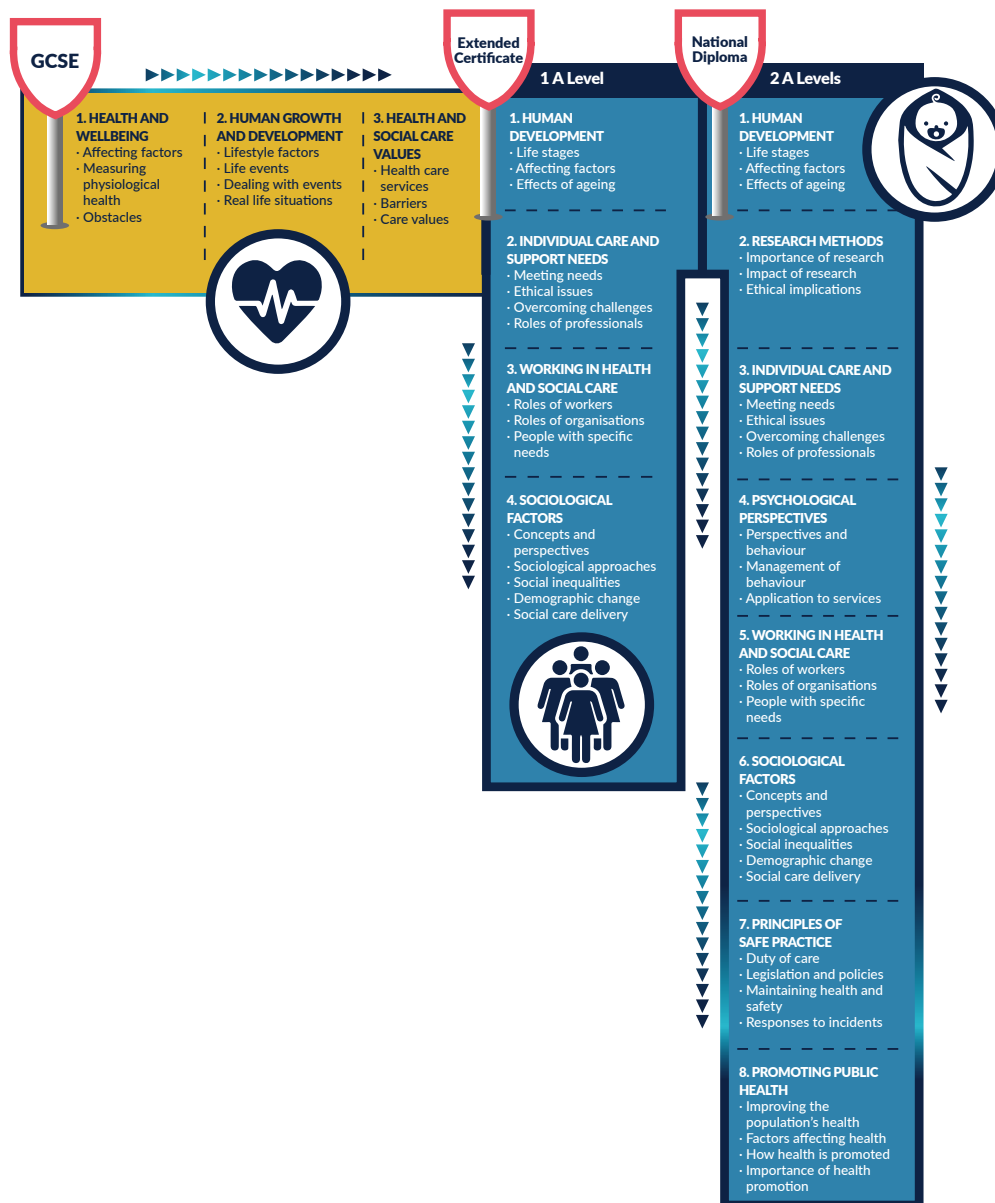 GCSE
1. HEALTH AND
WELLBEING
· Affecting factors
· Measuring
physiological
health
· Obstacles
2. HUMAN GROWTH
AND DEVELOPMENT
· Lifestyle factors
· Life events
· Dealing with events
· Real life situations
3. HEALTH AND
SOCIAL CARE
VALUES
· Health care
services
· Barriers
· Care values
Extended
Certificate
1 A Level
1. HUMAN
DEVELOPMENT
· Life stages
· Affecting factors
· Effects of ageing
2. INDIVIDUAL CARE AND
SUPPORT NEEDS
· Meeting needs
· Ethical issues
· Overcoming challenges
· Roles of professionals
3. WORKING IN HEALTH
AND SOCIAL CARE
· Roles of workers
· Roles of organisations
· People with specific
needs
4. SOCIOLOGICAL
FACTORS
· Concepts and
perspectives
· Sociological approaches
· Social inequalities
· Demographic change
· Social care delivery
National
Diploma
2 A Levels
1. HUMAN
DEVELOPMENT
· Life stages
· Affecting factors
· Effects of ageing
2. RESEARCH METHODS
· Importance of research
· Impact of research
· Ethical implications
3. INDIVIDUAL CARE AND
SUPPORT NEEDS
· Meeting needs
· Ethical issues
· Overcoming challenges
· Roles of professionals
4. PSYCHOLOGICAL
PERSPECTIVES
· Perspectives and
behaviour
· Management of
behaviour
· Application to services
5. WORKING IN HEALTH
AND SOCIAL CARE
· Roles of workers
· Roles of organisations
· People with specific
needs
6. SOCIOLOGICAL
FACTORS
· Concepts and
perspectives
· Sociological approaches
· Social inequalities
· Demographic change
· Social care delivery
7. PRINCIPLES OF
SAFE PRACTICE
· Duty of care
· Legislation and policies
· Maintaining health and
safety
· Responses to incidents
8. PROMOTING PUBLIC
HEALTH
· Improving the
population's health
· Factors affecting health
· How health is promoted
· Importance of health
promotion